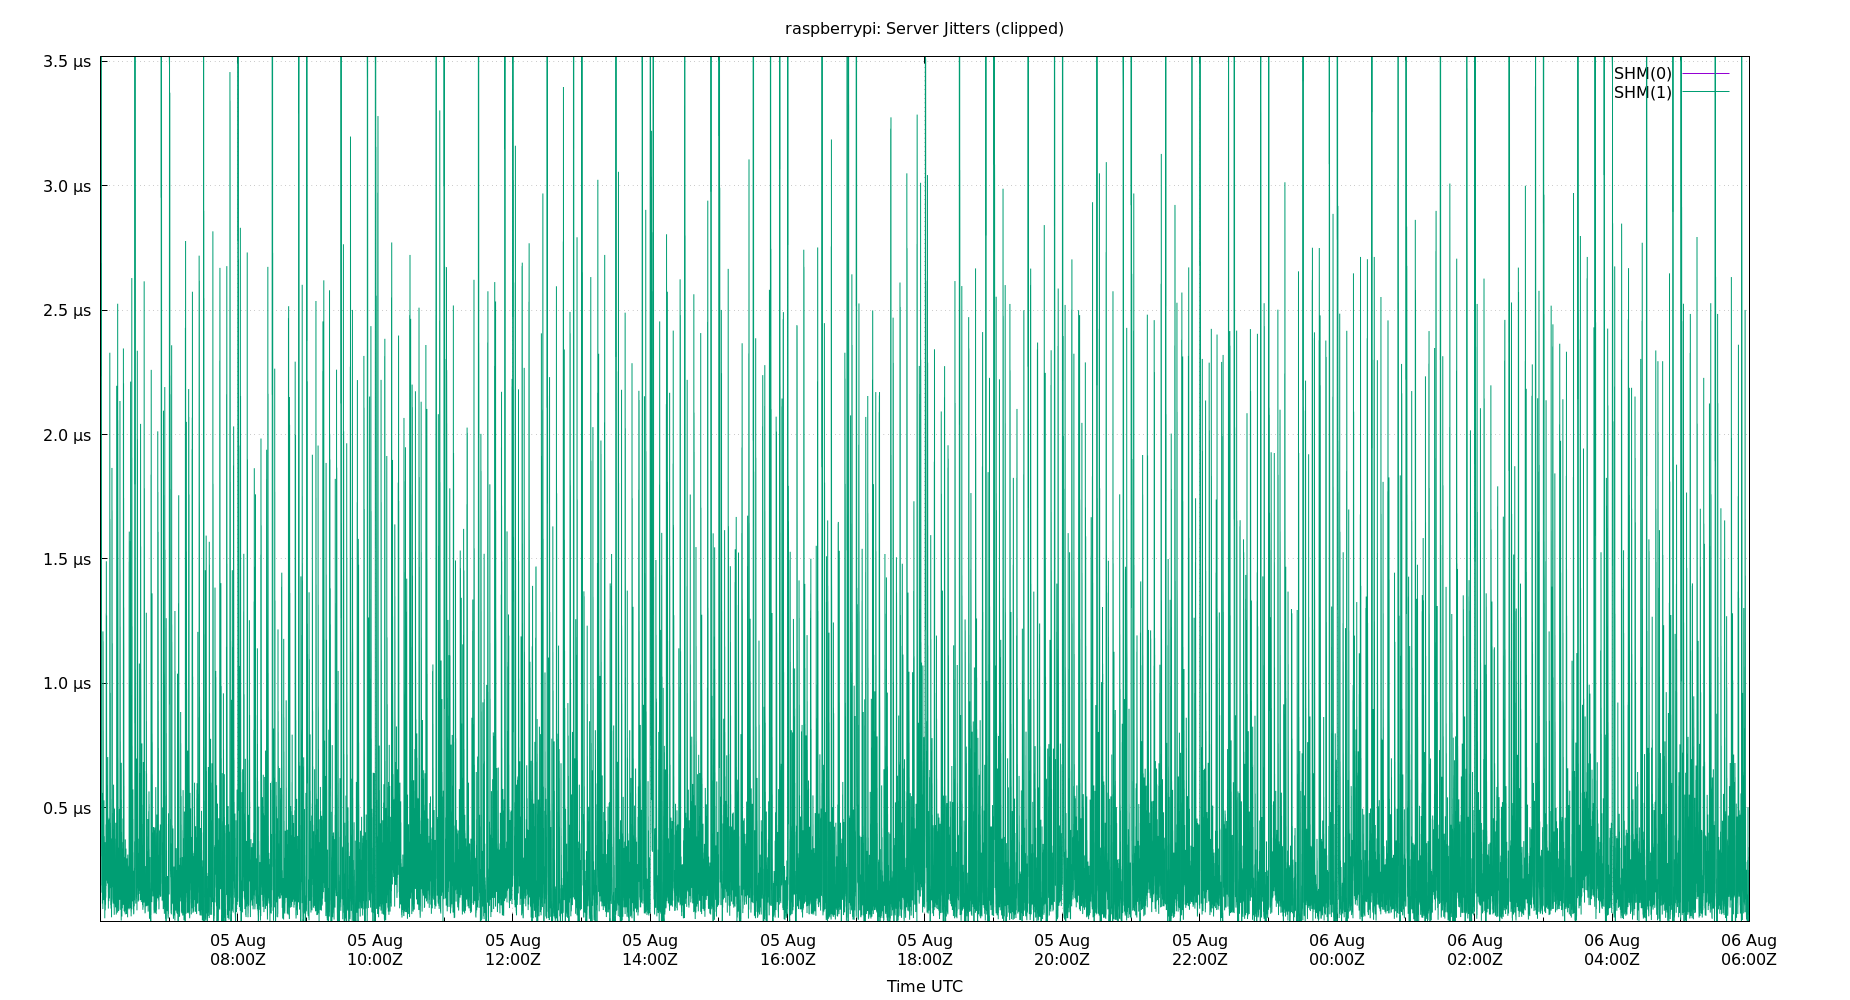 raspberrypi: Server Jitters (clipped)
3.5 µs
SHM(0)
SHM(1)
3.0 µs
2.5 µs
2.0 µs
1.5 µs
1.0 µs
0.5 µs
05 Aug 05 Aug 05 Aug 05 Aug 05 Aug 05 Aug 05 Aug 05 Aug 06 Aug 06 Aug 06 Aug 06 Aug
08:00Z 10:00Z 12:00Z 14:00Z 16:00Z 18:00Z 20:00Z 22:00Z 00:00Z 02:00Z 04:00Z 06:00Z
Time UTC